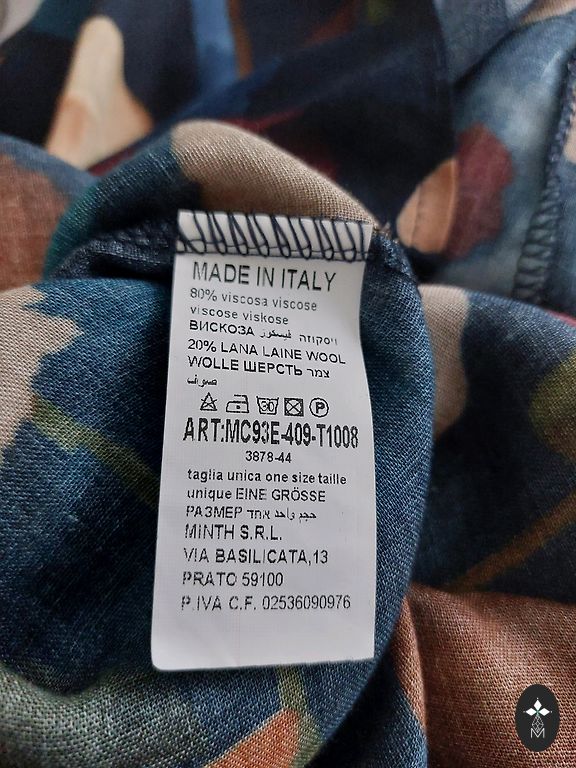 MADE IN ITALY
80% viscosa viscose
viscose viskose
ВИСКОЗА فيسكوز ויסקוזה
20% LANA LAINE WOOL
WOLLE ШЕРСТЬ צמר
صوف
ART:MC93E-409-T1008
3878-44
taglia unica one size taille
unique EINE GRÖSSE
РАЗМЕР حجم واحد אחד
MINTH S.R.L.
VIA BASILICATA,13
PRATO 59100
P.IVA C.F. 02536090976
M